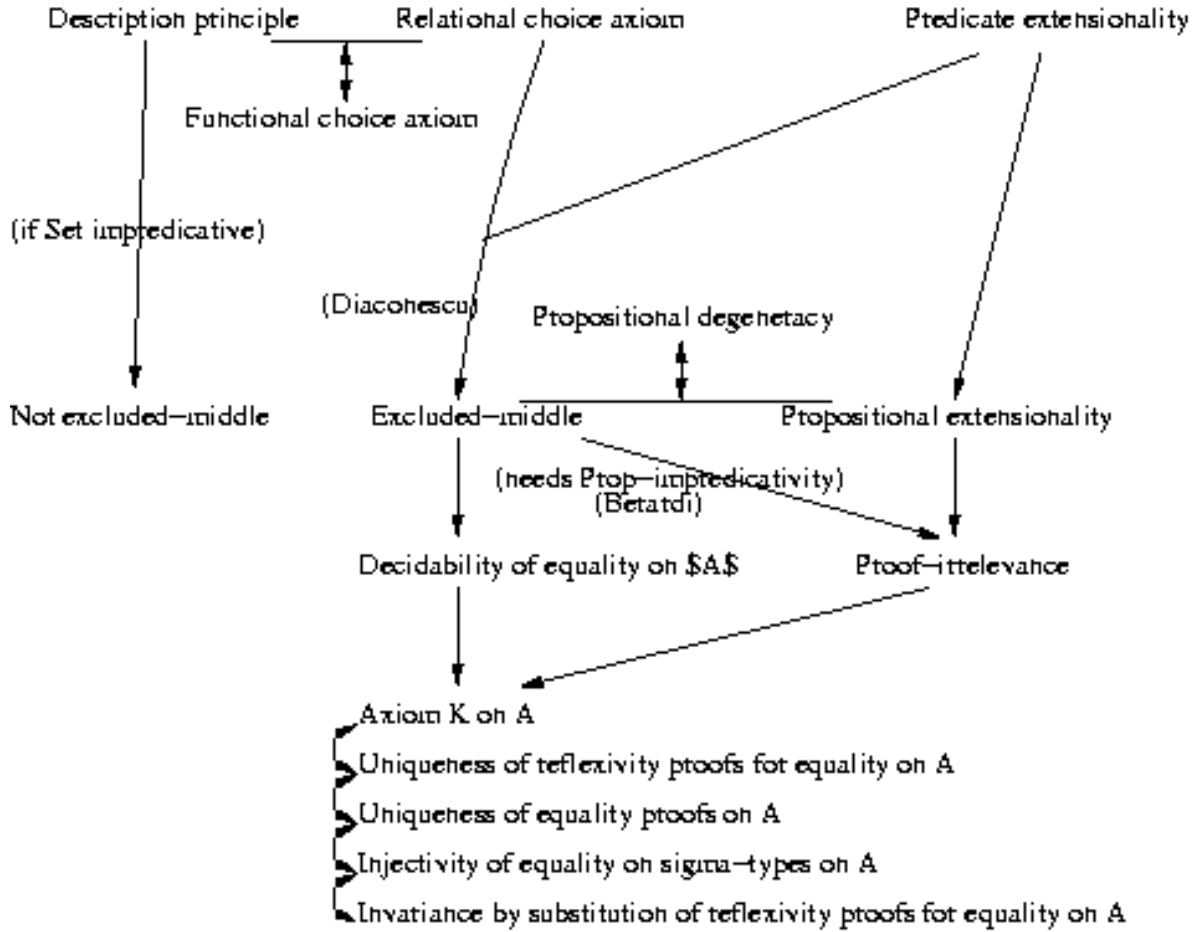 Description principle
Relational choice axiom
Predicate extensionality
Functional choice axiom
(if Set impredicative)
(Diaconescu)
Propositional degeneracy
Not excluded-middle
Excluded-middle
Propositional extensionality
(needs Prop-impredicativity)
(Berardi)
Decidability of equality on $A$
Proof-irrelevance
Axiom K on A
Uniqueness of reflexivity proofs for equality on A
Uniqueness of equality proofs on A
Injectivity of equality on sigma-types on A
Invariance by substitution of reflexivity proofs for equality on A